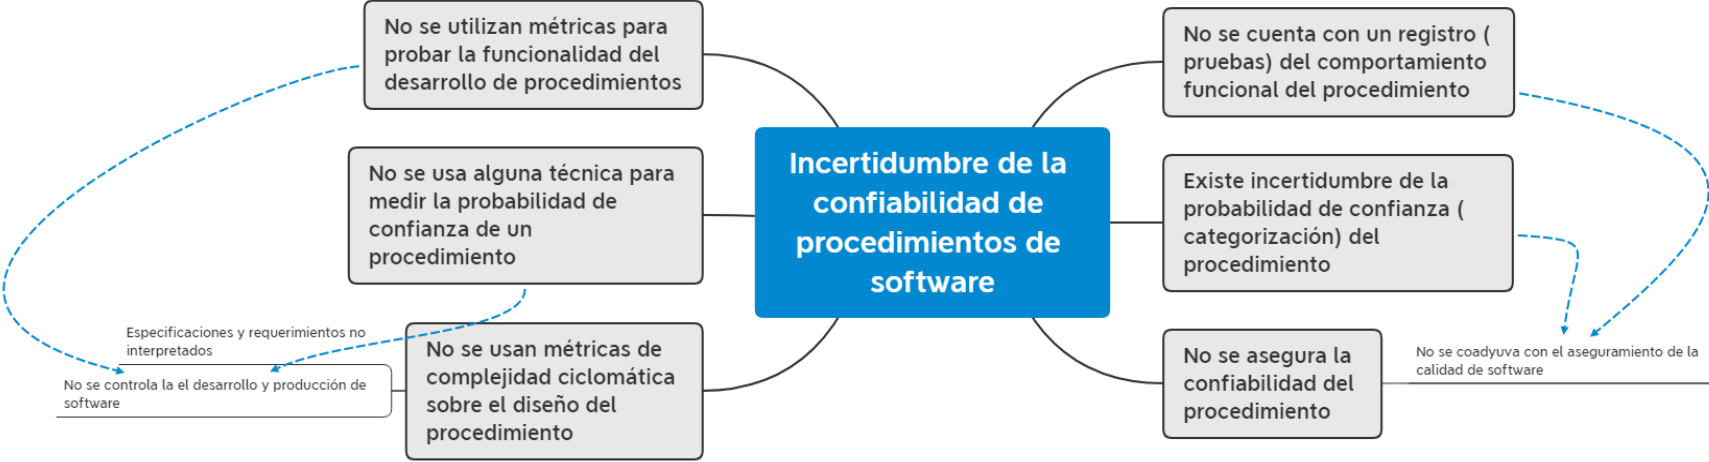 No se utilizan métricas para
probar la funcionalidad del
desarrollo de procedimientos
No se usa alguna técnica para
medir la probabilidad de
confianza de un
procedimiento
Especificaciones y requerimientos no
interpretados
No se controla la el desarrollo y producción de
software
No se usan métricas de
complejidad ciclomática
sobre el diseño del
procedimiento
Incertidumbre de la
confiabilidad de
procedimientos de
software
No se cuenta con un registro (
pruebas) del comportamiento
funcional del procedimiento
Existe incertidumbre de la
probabilidad de confianza (
categorización) del
procedimiento
No se asegura la
confiabilidad del
procedimiento
No se coadyuva con el aseguramiento de la
calidad de software